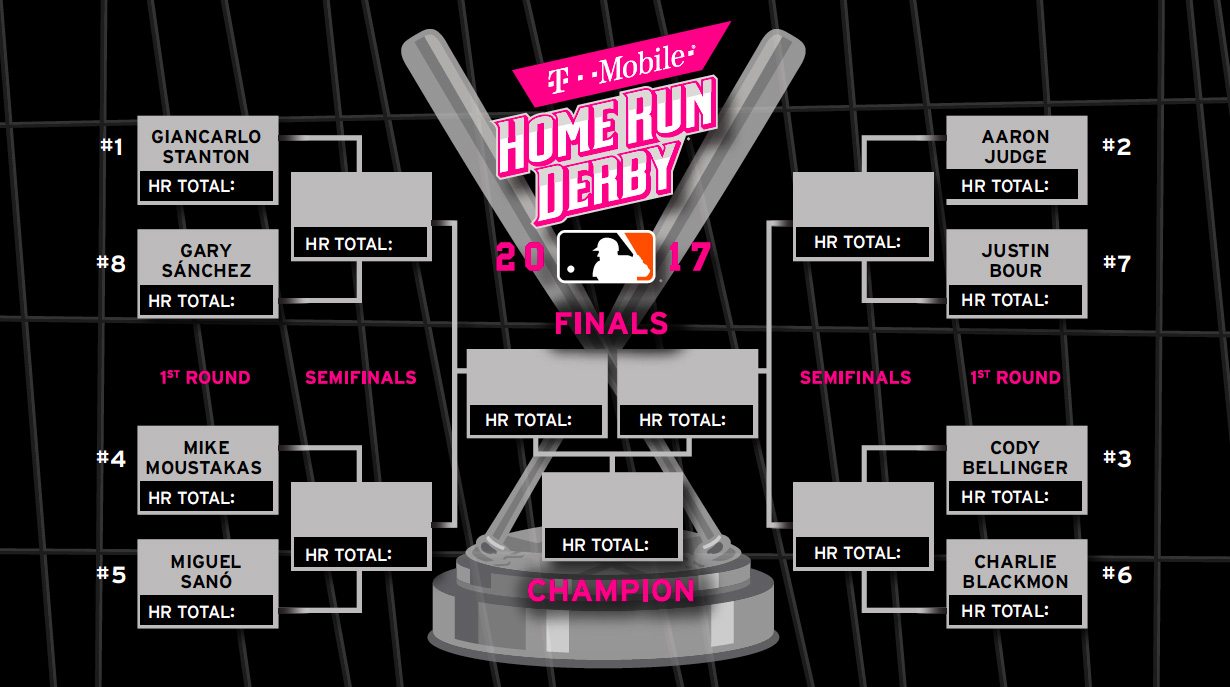 T··Mobile·
HOME RUN
DERBY
20 17
#1
GIANCARLO
STANTON
HR TOTAL:
#8
GARY
SÁNCHEZ
HR TOTAL:
HR TOTAL:
1ST ROUND
SEMIFINALS
#4
MIKE
MOUSTAKAS
HR TOTAL:
#5
MIGUEL
SANÓ
HR TOTAL:
HR TOTAL:
FINALS
HR TOTAL:
HR TOTAL:
HR TOTAL:
CHAMPION
AARON
JUDGE
HR TOTAL:
#2
HR TOTAL:
JUSTIN
BOUR
HR TOTAL:
#7
SEMIFINALS
1ST ROUND
CODY
BELLINGER
HR TOTAL:
#3
HR TOTAL:
CHARLIE
BLACKMON
HR TOTAL:
#6